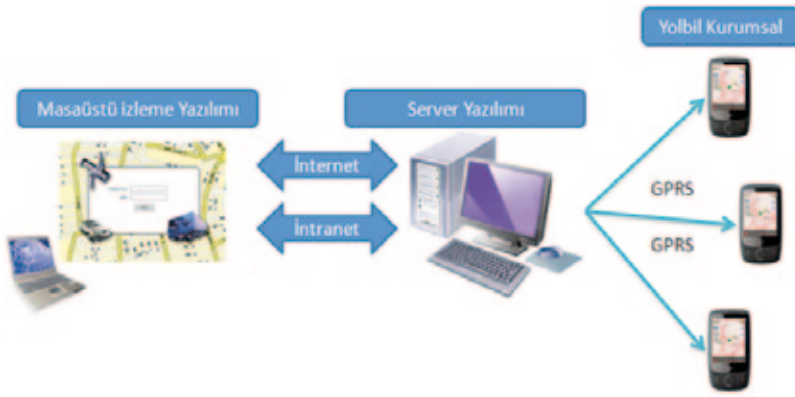 Yolbil Kurumsal
Masaüstü izleme Yazılımı
Server Yazılımı
İnternet
İntranet
GPRS
GPRS